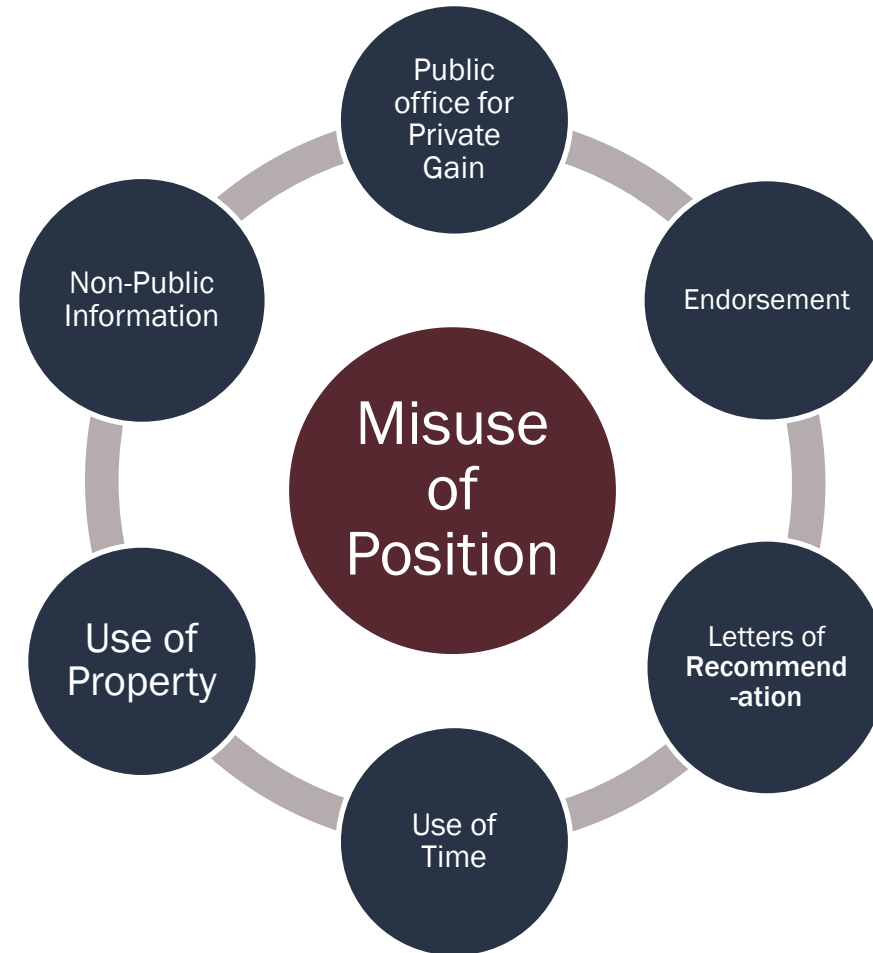 Public
office for
Private
Gain
Endorsement
Letters of
Recommend
-ation
Use of
Time
Use of
Property
Non-Public
Information
Misuse
of
Position